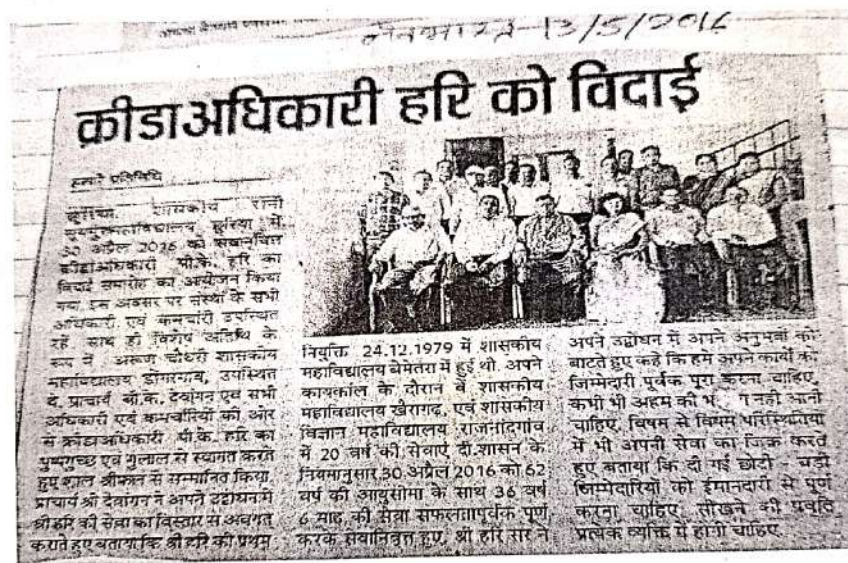 नवभारत 13/5/2016
क्रीडाअधिकारी हरि को विदाई
हमारे प्रतिनिधि
छुरिया. शासकीय रानी
महाविद्यालय, छुरिया में
30 अप्रैल 2016 को सेवानिवृत्त
क्रीडाअधिकारी पी.के. हरि का
विदाई समारोह का आयोजन किया
गया. इस अवसर पर संस्था के सभी
अधिकारी एवं कर्मचारी उपस्थित
रहें. साथ ही विशेष अतिथि के
रूप में अरूण चौधरी शासकीय
महाविद्यालय डोंगरगांव, उपस्थित
थे. प्राचार्य बी.के. देवांगन एवं सभी
अधिकारी एवं कर्मचारियों की ओर
से क्रीडाअधिकारी पी.के. हरि का
पुष्पगुच्छ एवं गुलाल से स्वागत करते
हुए शाल श्रीफल से सम्मानित किया.
प्राचार्य श्री देवांगन ने अपने उद्बोधन में
श्री हरि की सेवा का विस्तार से अवगत
कराते हुए बताया कि श्री हरि की प्रथम
नियुक्ति 24.12.1979 में शासकीय
महाविद्यालय बेमेतरा में हुई थी. अपने
कार्यकाल के दौरान वे शासकीय
महाविद्यालय खैरागढ़, एवं शासकीय
विज्ञान महाविद्यालय राजनांदगांव
में 20 वर्ष की सेवाएं दी. शासन के
नियमानुसार 30 अप्रैल 2016 को 62
वर्ष की आयुसीमा के साथ 36 वर्ष
6 माह की सेवा सफलतापूर्वक पूर्ण
करके सेवानिवृत्त हुए. श्री हरि सर ने
अपने उद्बोधन में अपने अनुभवों को
बाटते हुए कहे कि हमे अपने कार्यो को
जिम्मेदारी पूर्वक पूरा करना चाहिए.
कभी भी अहम की नही आनी
चाहिए. विषम से विषम परिस्थितियों
में भी अपनी सेवा का जिक्र करते
हुए बताया कि दी गई छोटी - बड़ी
जिम्मेदारियों को ईमानदारी से पूर्ण
करना चाहिए. सीखने की प्रवृति
प्रत्येक व्यक्ति में होनी चाहिए.